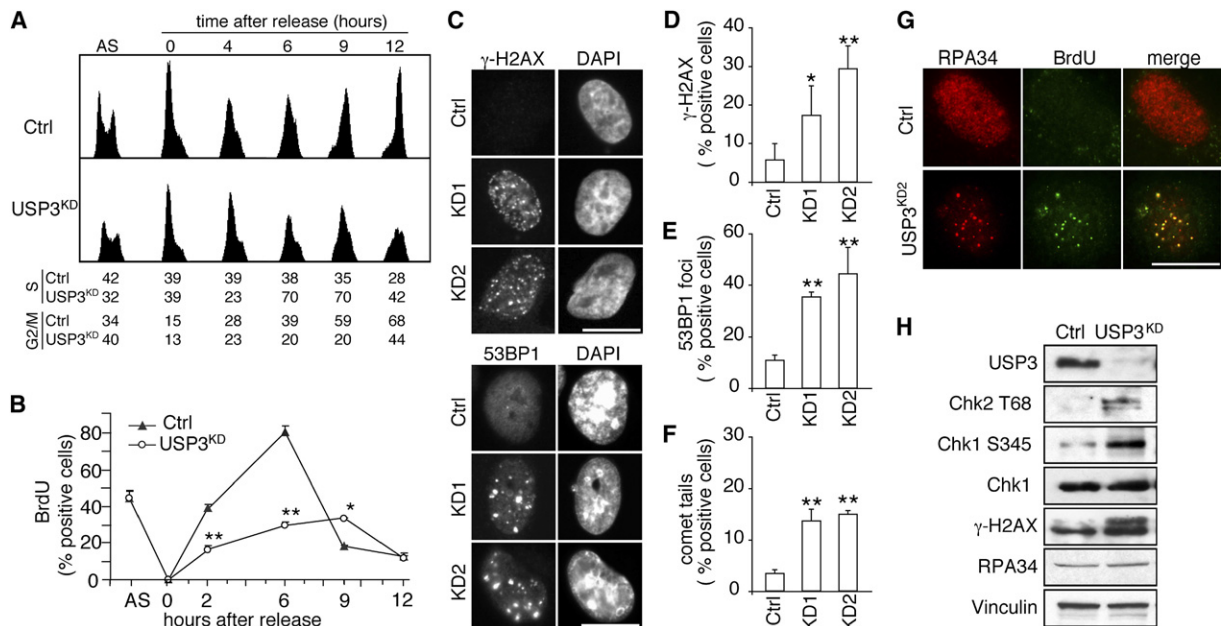 A
time after release (hours)
AS 0 4 6 9 12
Ctrl
USP3KD
S
Ctrl 42 39 39 38 35 28
USP3KD 32 39 23 70 70 42
G2/M
Ctrl 34 15 28 39 59 68
USP3KD 40 13 23 20 20 44
B
BrdU
(% positive cells)
80
60
40
20
0
Ctrl
USP3KD
**
**
*
AS 0 2 6 9 12
hours after release
C
γ-H2AX DAPI
Ctrl
KD1
KD2
53BP1 DAPI
Ctrl
KD1
KD2
D
γ-H2AX
( % positive cells)
40
30
20
10
0
*
**
Ctrl KD1 KD2
E
53BP1 foci
( % positive cells)
60
40
20
0
**
**
Ctrl KD1 KD2
F
comet tails
( % positive cells)
30
20
10
0
**
**
Ctrl KD1 KD2
G
RPA34 BrdU merge
Ctrl
USP3KD2
H
Ctrl USP3KD
USP3
Chk2 T68
Chk1 S345
Chk1
γ-H2AX
RPA34
Vinculin